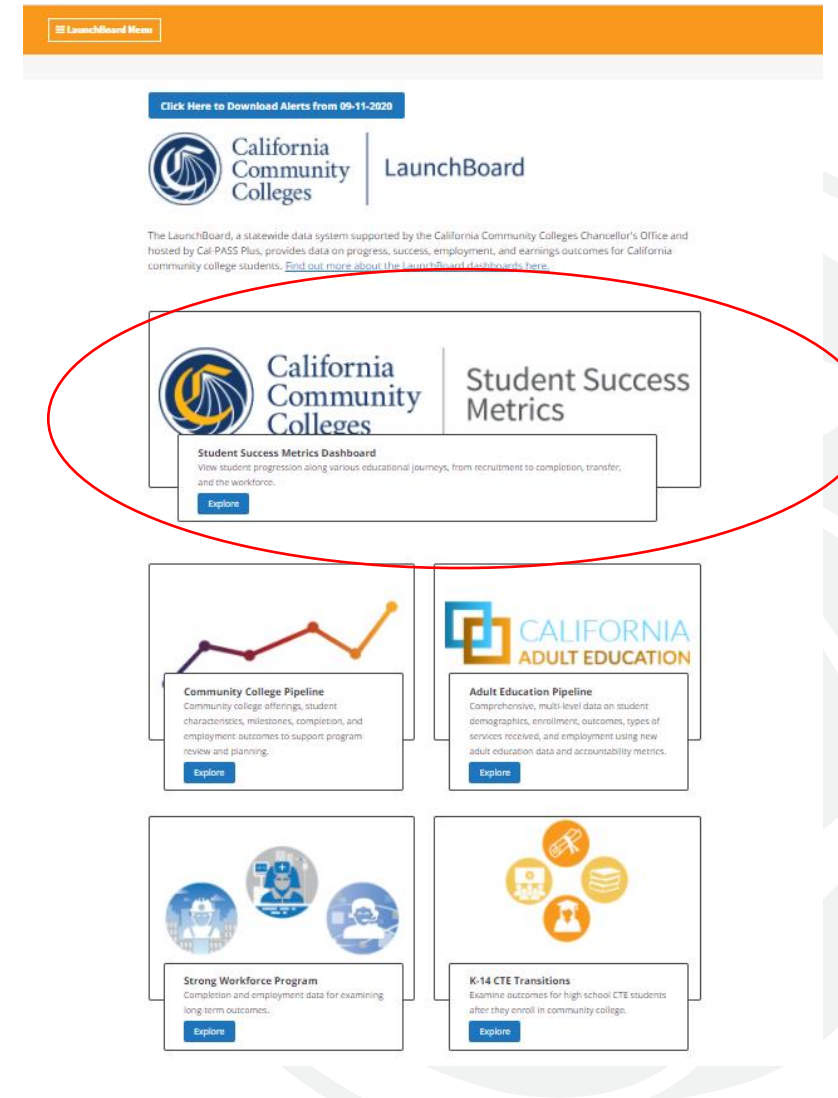 ≡ LaunchBoard Menu
Click Here to Download Alerts from 09-11-2020
California
Community
Colleges
LaunchBoard
The LaunchBoard, a statewide data system supported by the California Community Colleges Chancellor's Office and
hosted by Cal-PASS Plus, provides data on progress, success, employment, and earnings outcomes for California
community college students. Find out more about the LaunchBoard dashboards here.
California
Community
Colleges
Student Success
Metrics
Student Success Metrics Dashboard
View student progression along various educational journeys, from recruitment to completion, transfer,
and the workforce.
Explore
Community College Pipeline
Community college offerings, student
characteristics, milestones, completion, and
employment outcomes to support program
review and planning.
Explore
CALIFORNIA
ADULT EDUCATION
Adult Education Pipeline
Comprehensive, multi-level data on student
demographics, enrollment, outcomes, types of
services received, and employment using new
adult education data and accountability metrics.
Explore
Strong Workforce Program
Completion and employment data for examining
long-term outcomes.
Explore
K-14 CTE Transitions
Examine outcomes for high school CTE students
after they enroll in community college.
Explore